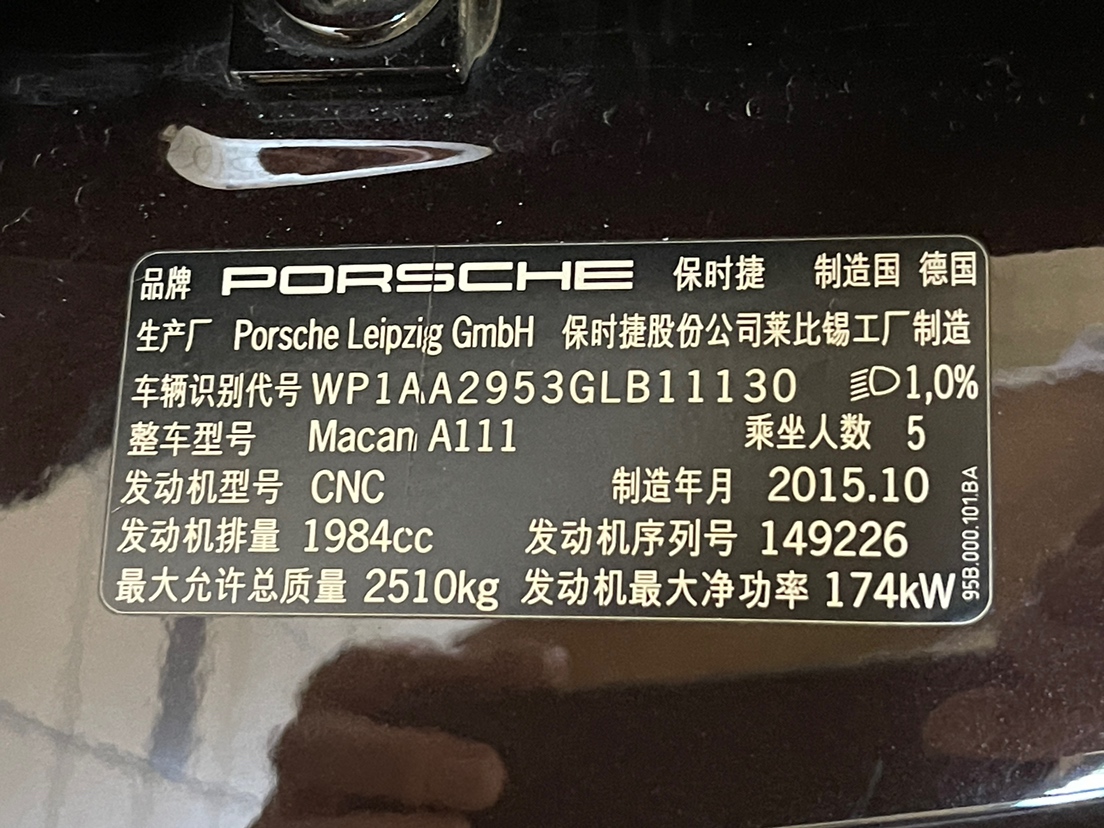 品牌 PORSCHE 保时捷 制造国 德国
生产厂 Porsche Leipzig GmbH 保时捷股份公司莱比锡工厂制造
车辆识别代号 WP1AA2953GLB11130 1,0%
整车型号 Macan A111 乘坐人数 5
发动机型号 CNC 制造年月 2015.10
发动机排量 1984cc 发动机序列号 149226
最大允许总质量 2510kg 发动机最大净功率 174kW
95B.000.101.BA